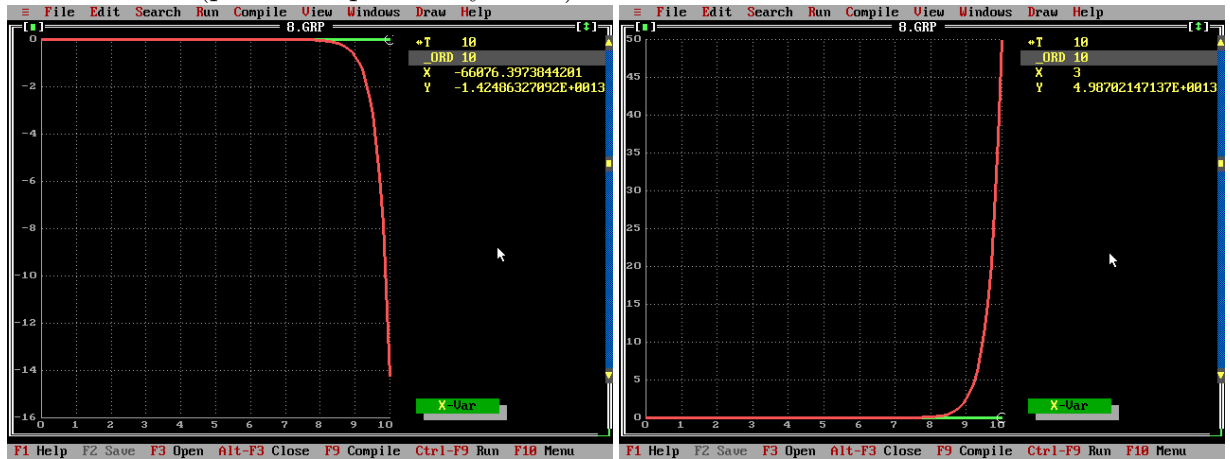 ≡ File Edit Search Run Compile View Windows Draw Help
[■] 8.GRP [↕]
0
-2
-4
-6
-8
-10
-12
-14
-16
0 1 2 3 4 5 6 7 8 9 10
↔T 10
_ORD 10
X -66076.3973844201
Y -1.42486327092E+0013
X-Var
F1 Help F2 Save F3 Open Alt-F3 Close F9 Compile Ctrl-F9 Run F10 Menu
≡ File Edit Search Run Compile View Windows Draw Help
[■] 8.GRP [↕]
50
45
40
35
30
25
20
15
10
5
0
0 1 2 3 4 5 6 7 8 9 10
↔T 10
_ORD 10
X 3
Y 4.98702147137E+0013
X-Var
F1 Help F2 Save F3 Open Alt-F3 Close F9 Compile Ctrl-F9 Run F10 Menu